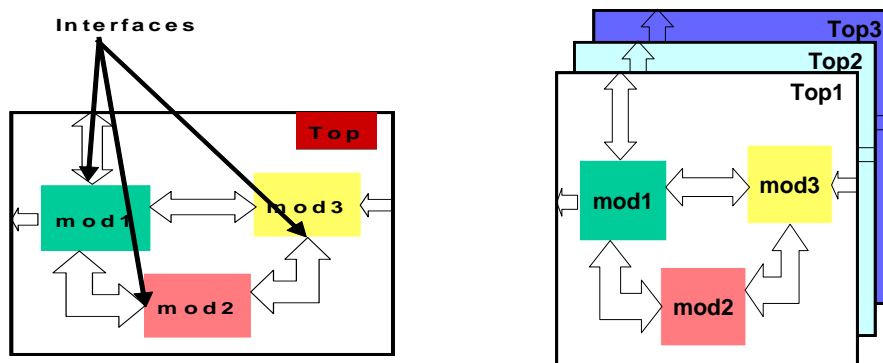 Interfaces
Top
mod1
mod3
mod2
Top3
Top2
Top1
mod1
mod3
mod2